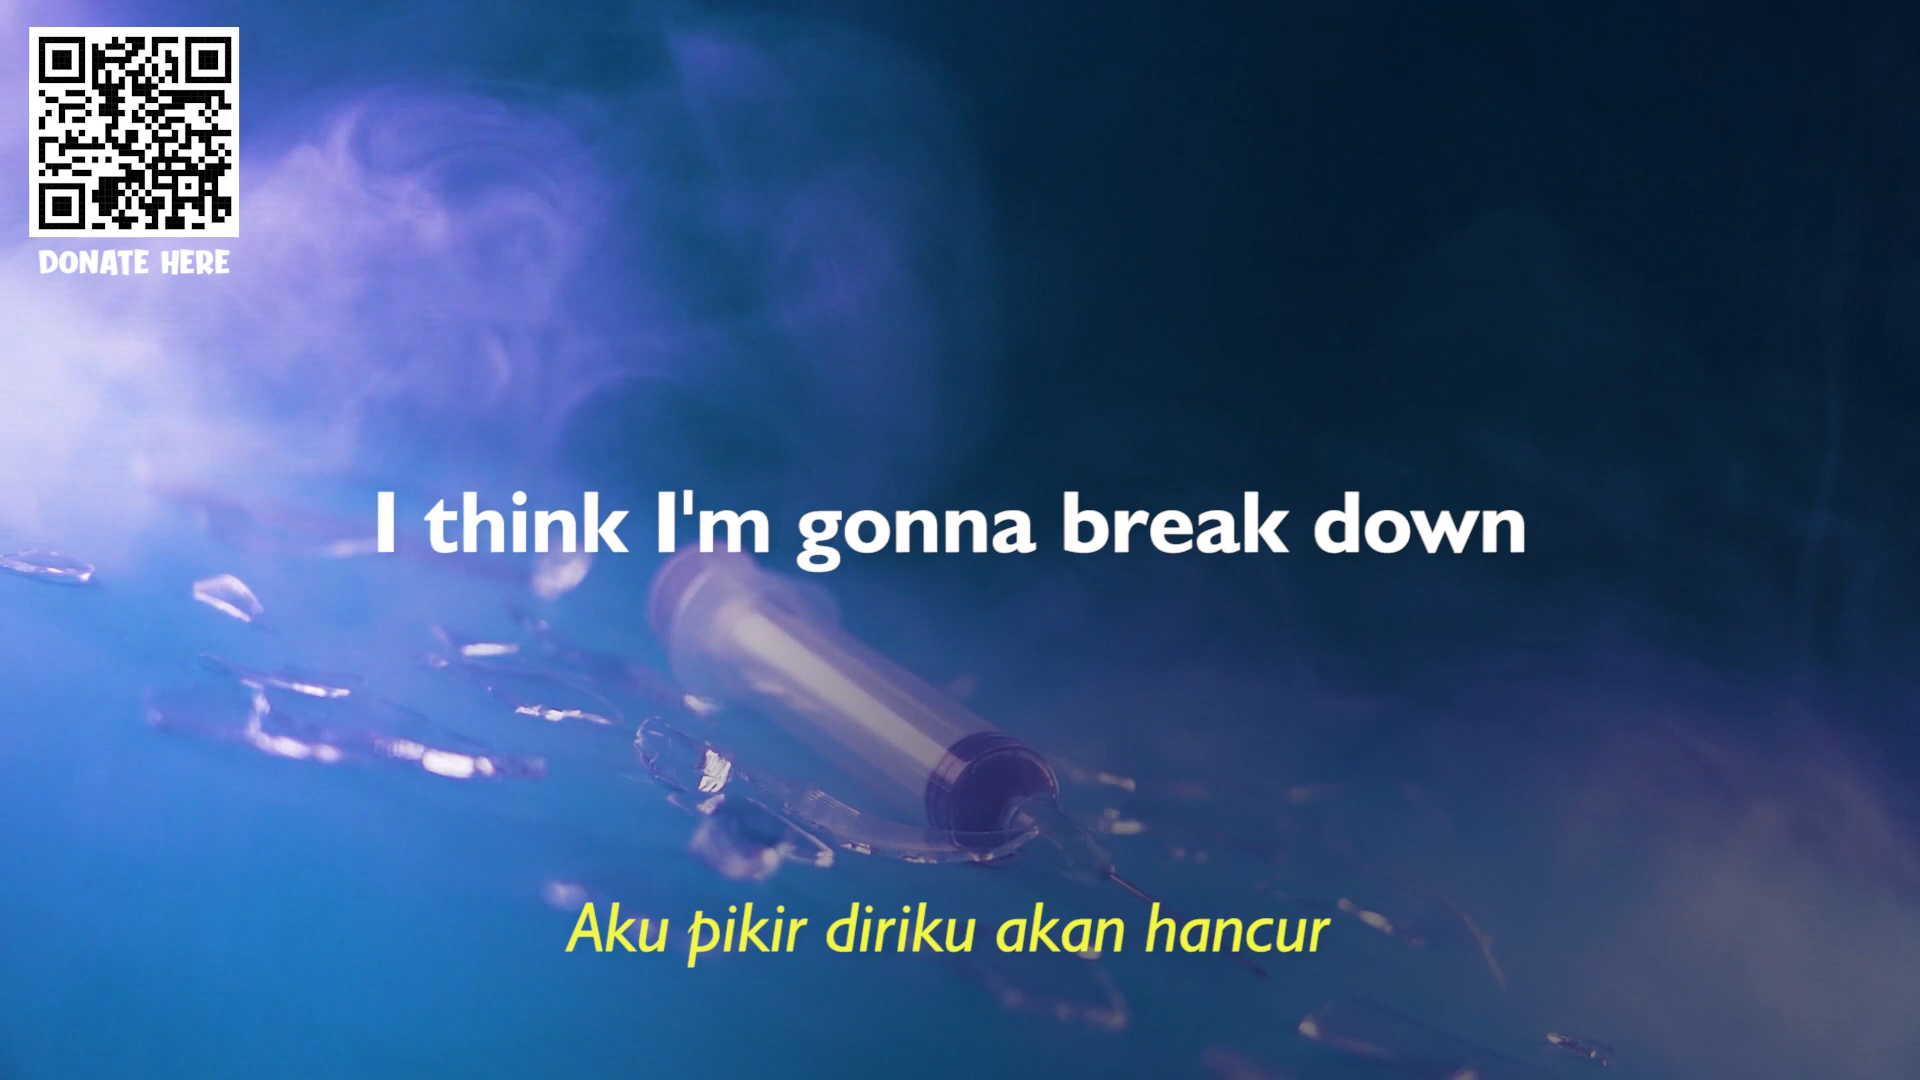 DONATE HERE
I think I'm gonna break down
Aku pikir diriku akan hancur